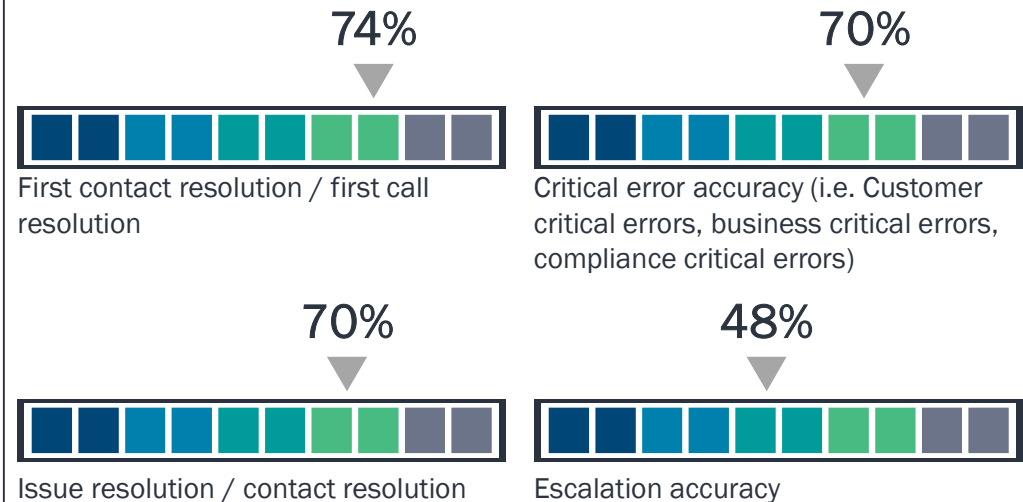 74%
First contact resolution / first call
resolution
70%
Critical error accuracy (i.e. Customer
critical errors, business critical errors,
compliance critical errors)
70%
Issue resolution / contact resolution
48%
Escalation accuracy